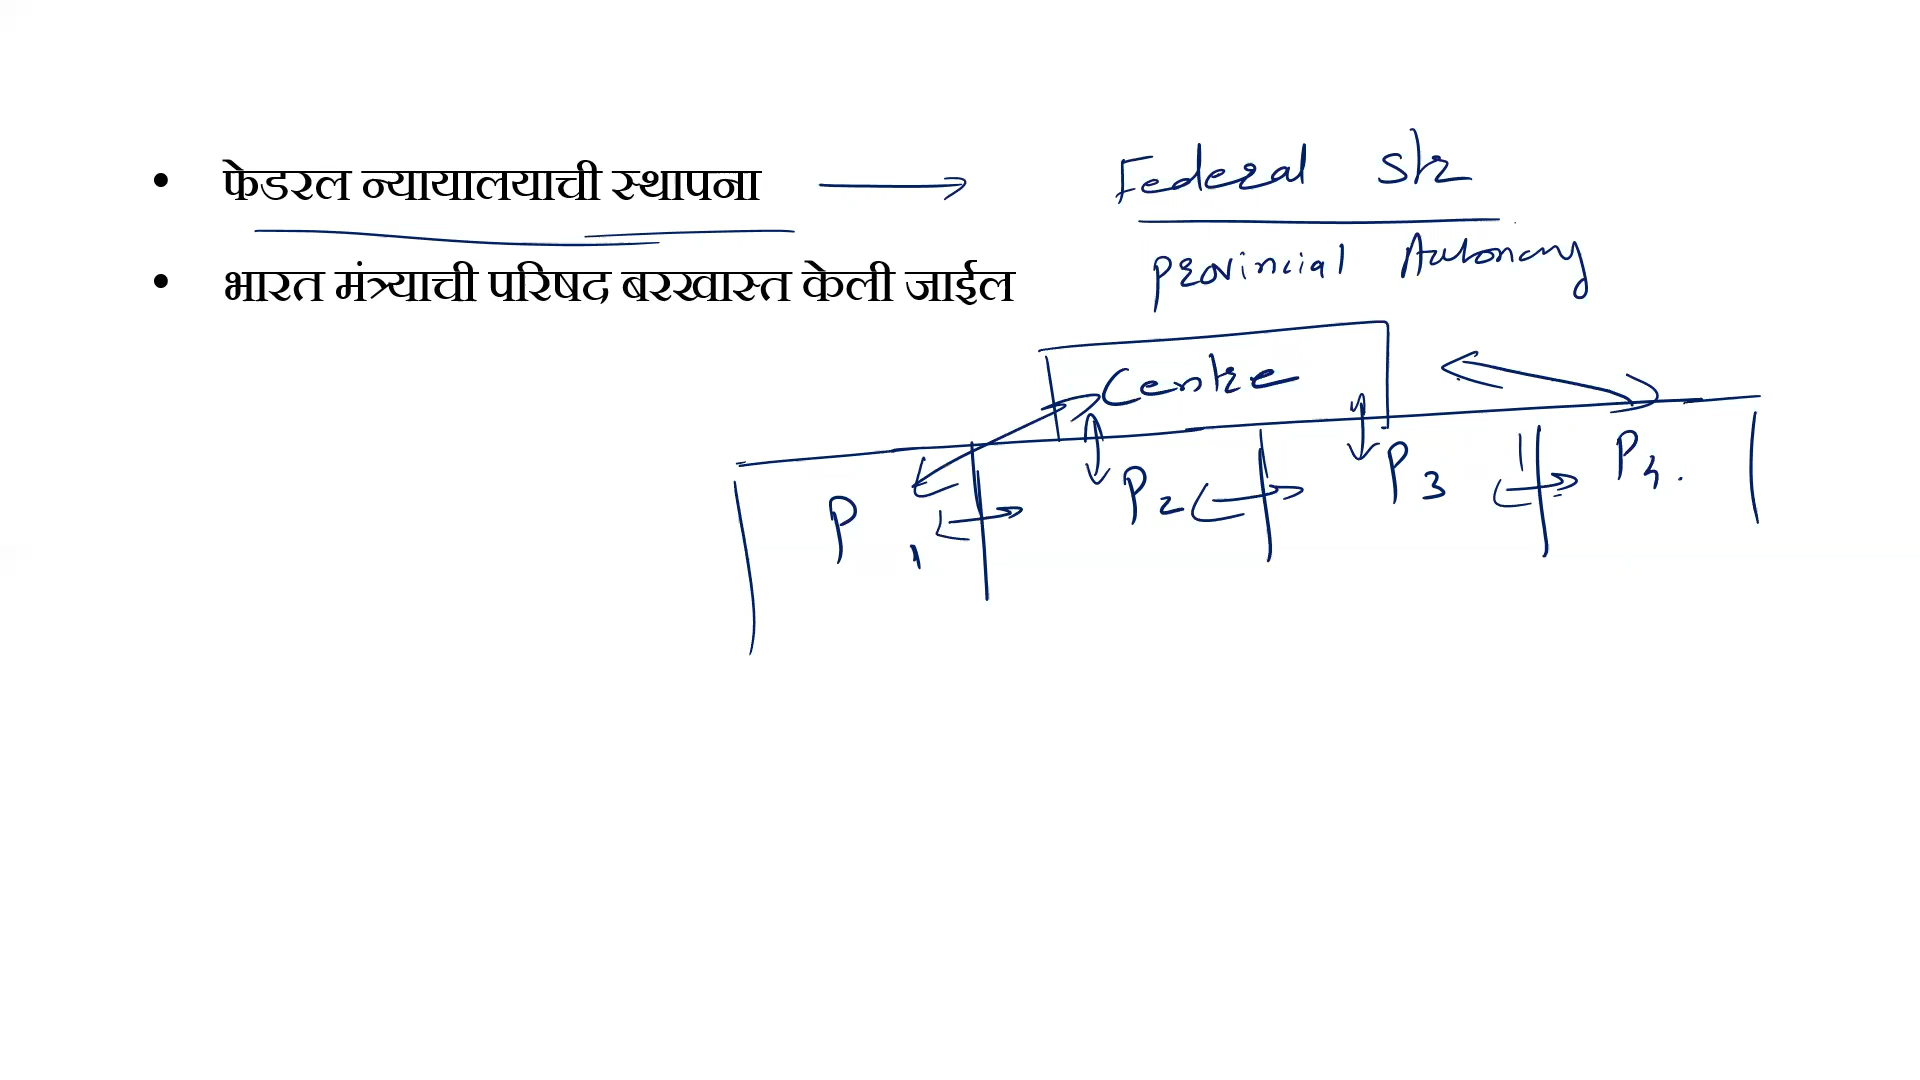 • फेडरल न्यायालयाची स्थापना → Federal Str
Provincial Autonomy
• भारत मंत्र्याची परिषद बरखास्त केली जाईल
Centre
P1 P2 P3 P4.